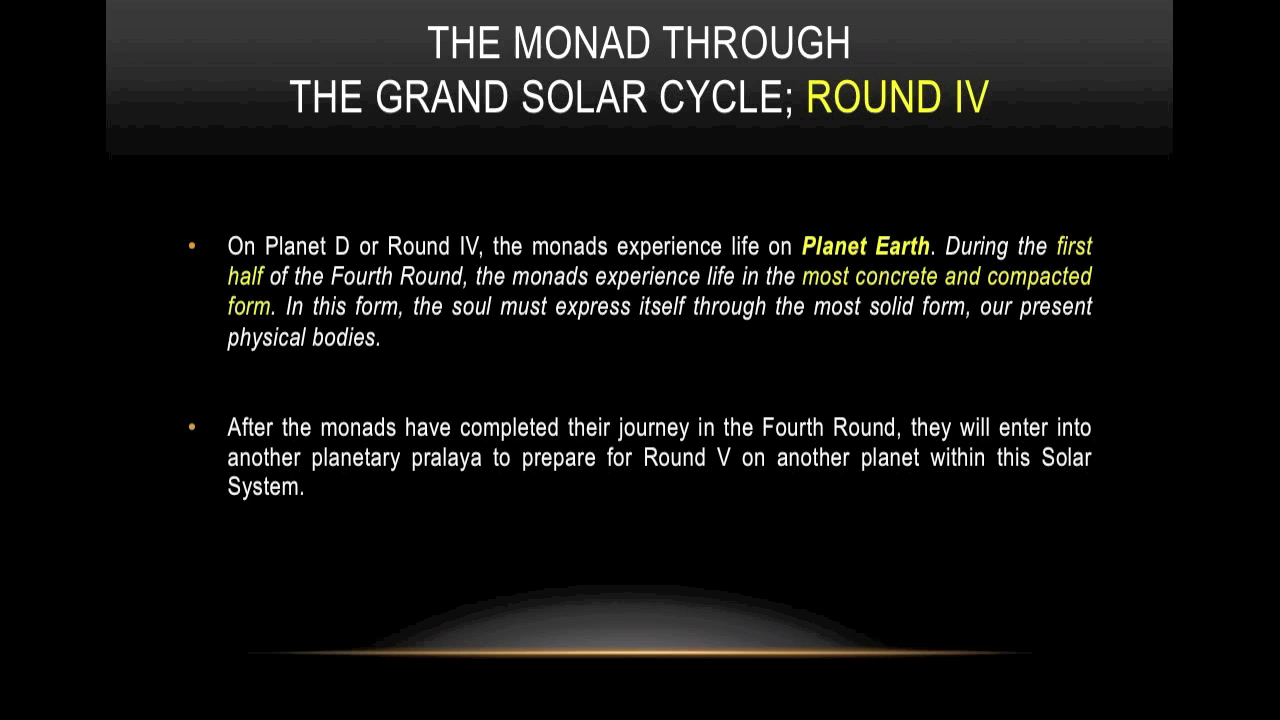 THE MONAD THROUGH
THE GRAND SOLAR CYCLE; ROUND IV
• On Planet D or Round IV, the monads experience life on Planet Earth. During the first
half of the Fourth Round, the monads experience life in the most concrete and compacted
form. In this form, the soul must express itself through the most solid form, our present
physical bodies.
• After the monads have completed their journey in the Fourth Round, they will enter into
another planetary pralaya to prepare for Round V on another planet within this Solar
System.